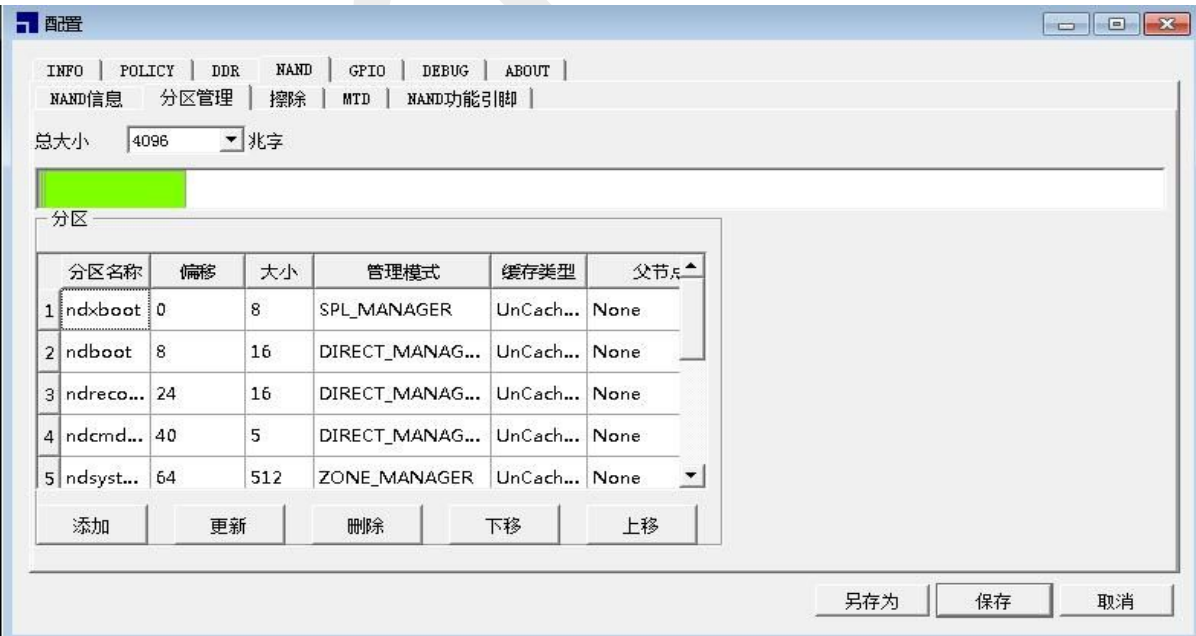 配置
INFO POLICY DDR NAND GPIO DEBUG ABOUT
NAND信息 分区管理 擦除 MTD NAND功能引脚
总大小 4096 兆字
分区
分区名称 偏移 大小 管理模式 缓存类型 父节点
1 ndxboot 0 8 SPL_MANAGER UnCach... None
2 ndboot 8 16 DIRECT_MANAG... UnCach... None
3 ndreco... 24 16 DIRECT_MANAG... UnCach... None
4 ndcmd... 40 5 DIRECT_MANAG... UnCach... None
5 ndsyst... 64 512 ZONE_MANAGER UnCach... None
添加 更新 删除 下移 上移
另存为 保存 取消